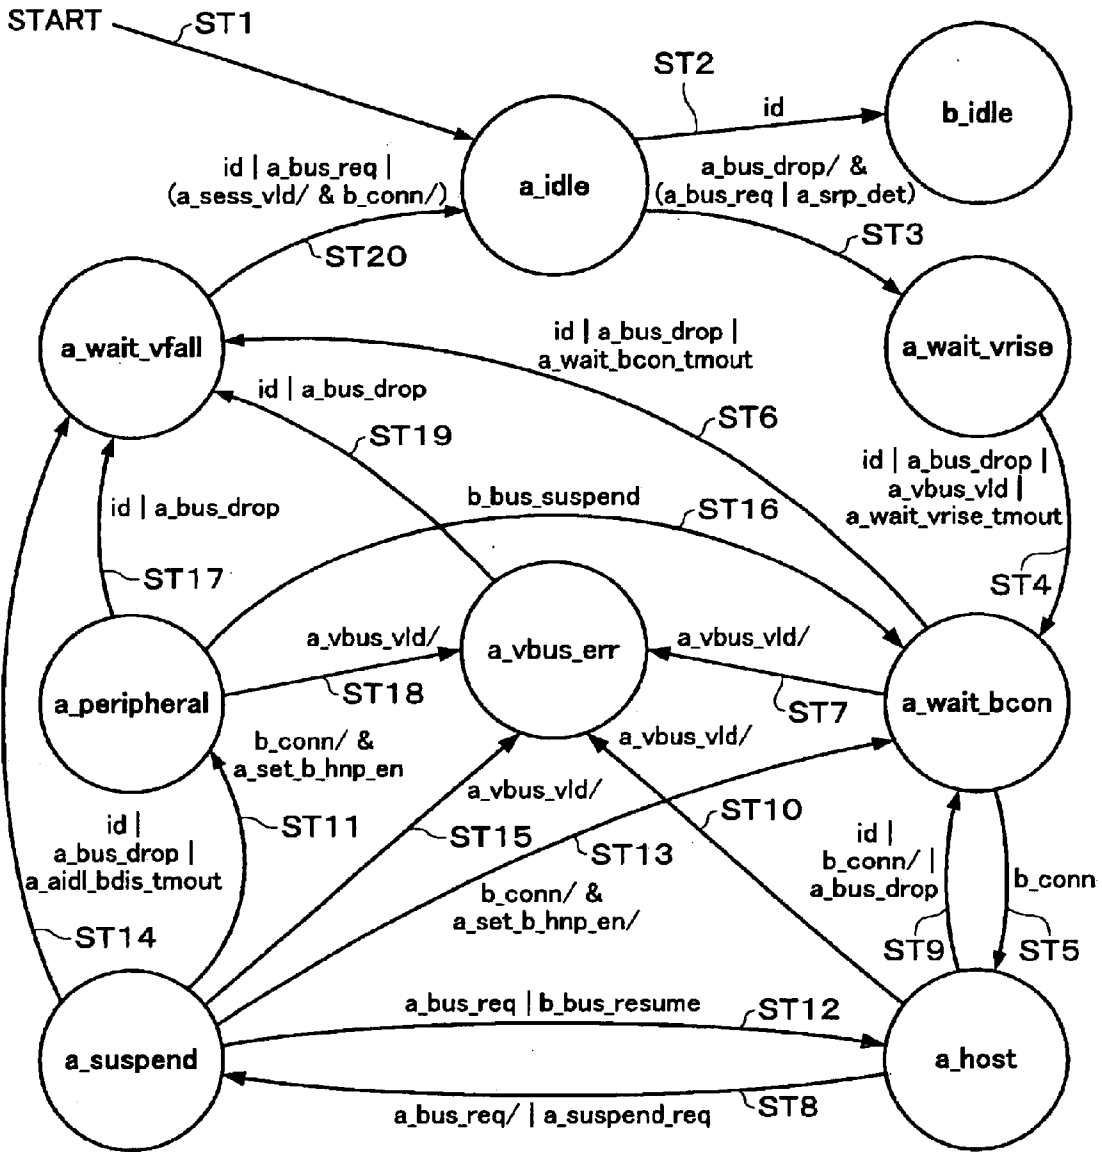 START
ST1
ST2
id
b_idle
a_idle
id | a_bus_req |
(a_sess_vld/ & b_conn/)
a_bus_drop/ &
(a_bus_req | a_srp_det)
ST3
ST20
a_wait_vfall
id | a_bus_drop |
a_wait_bcon_tmout
a_wait_vrise
id | a_bus_drop
ST19
ST6
id | a_bus_drop |
a_vbus_vld |
a_wait_vrise_tmout
b_bus_suspend
ST16
id | a_bus_drop
ST17
ST4
a_vbus_vld/
ST18
a_vbus_err
a_vbus_vld/
ST7
a_peripheral
a_wait_bcon
b_conn/ &
a_set_b_hnp_en
a_vbus_vld/
a_vbus_vld/
ST11
ST15
ST13
ST10
id |
a_bus_drop |
a_aidl_bdis_tmout
id |
b_conn/ |
a_bus_drop
b_conn
b_conn/ &
a_set_b_hnp_en/
ST14
ST9
ST5
a_bus_req | b_bus_resume
ST12
a_suspend
a_host
a_bus_req/ | a_suspend_req
ST8